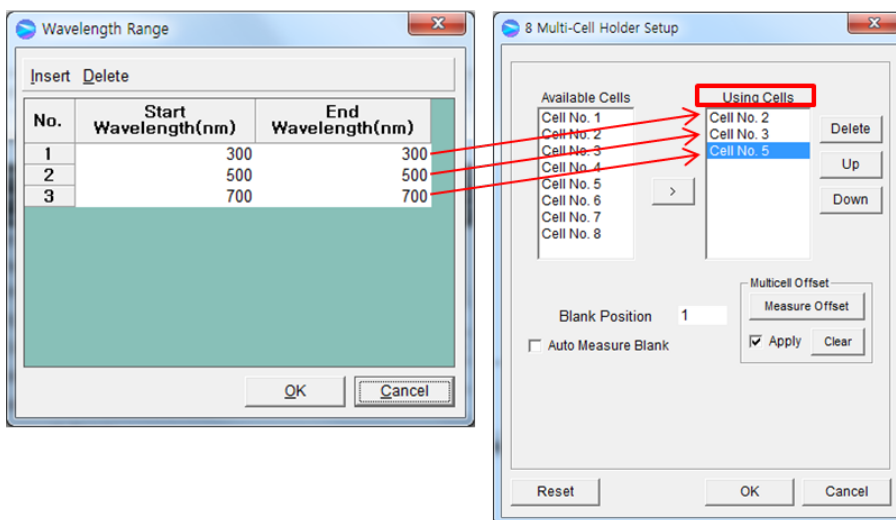 Wavelength Range
Insert Delete
No. Start Wavelength(nm) End Wavelength(nm)
1 300 300
2 500 500
3 700 700
OK Cancel
8 Multi-Cell Holder Setup
Available Cells
Cell No. 1
Cell No. 2
Cell No. 3
Cell No. 4
Cell No. 5
Cell No. 6
Cell No. 7
Cell No. 8
>
Using Cells
Cell No. 2
Cell No. 3
Cell No. 5
Delete
Up
Down
Blank Position 1
Auto Measure Blank
Multicell Offset
Measure Offset
Apply Clear
Reset OK Cancel